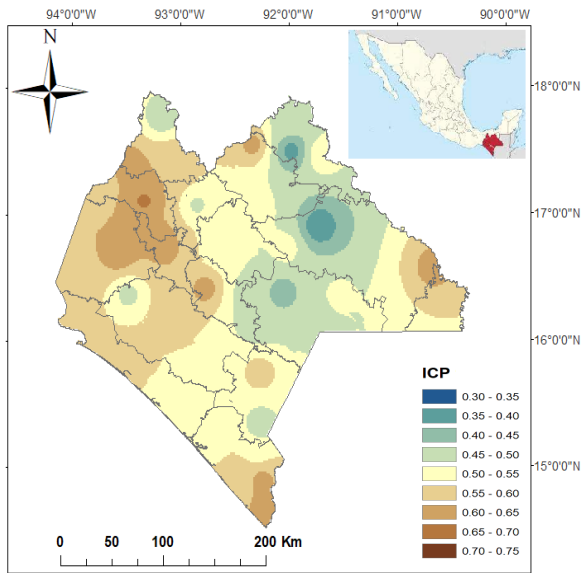 94°0'0"W 93°0'0"W 92°0'0"W 91°0'0"W 90°0'0"W
N
18°0'0"N
17°0'0"N
16°0'0"N
15°0'0"N
ICP
0.30 - 0.35
0.35 - 0.40
0.40 - 0.45
0.45 - 0.50
0.50 - 0.55
0.55 - 0.60
0.60 - 0.65
0.65 - 0.70
0.70 - 0.75
0 50 100 200 Km